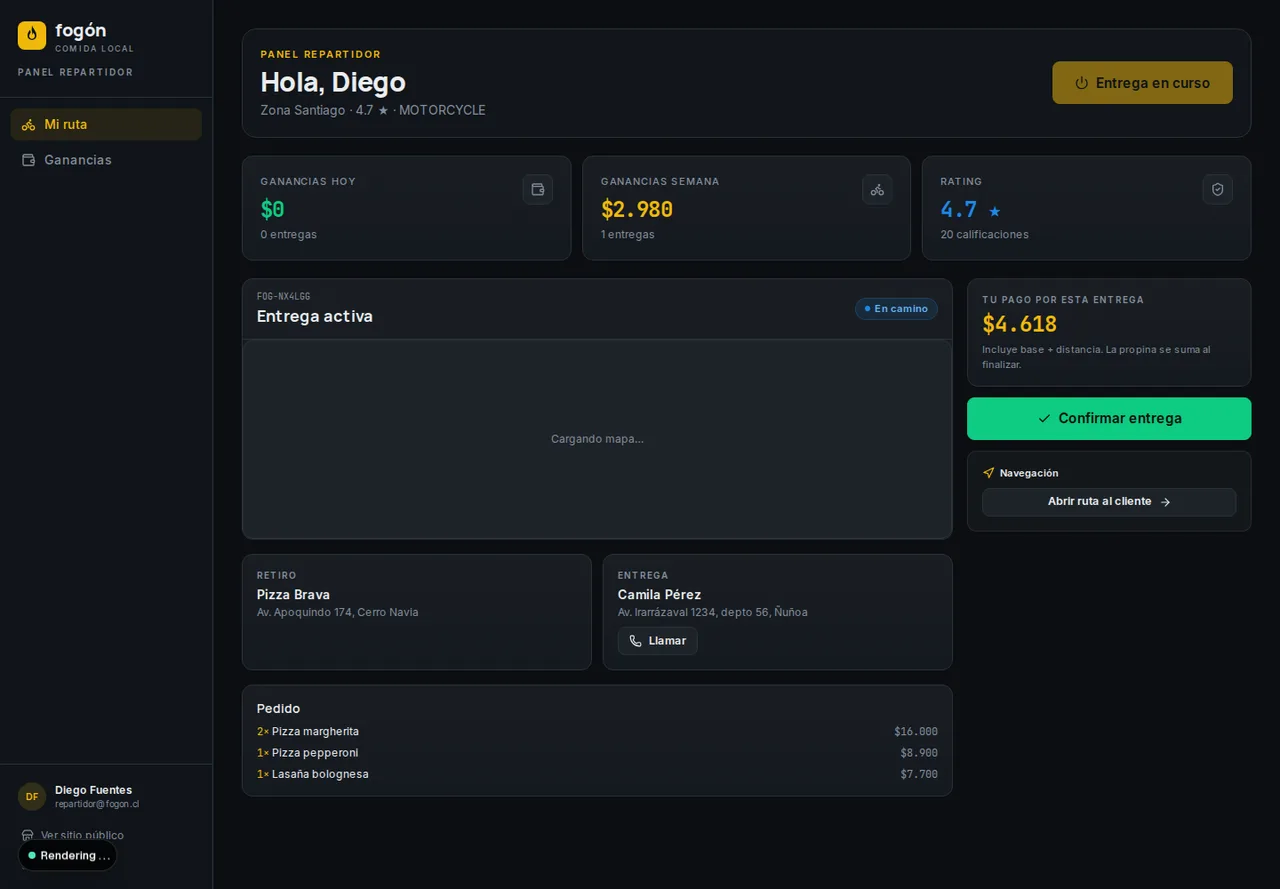 fogón
COMIDA LOCAL
PANEL REPARTIDOR
Mi ruta
Ganancias
PANEL REPARTIDOR
Hola, Diego
Zona Santiago · 4.7 ★ · MOTORCYCLE
Entrega en curso
GANANCIAS HOY
$0
0 entregas
GANANCIAS SEMANA
$2.980
1 entregas
RATING
4.7 ★
20 calificaciones
FOG-NX4LGG
Entrega activa
En camino
Cargando mapa...
TU PAGO POR ESTA ENTREGA
$4.618
Incluye base + distancia. La propina se suma al
finalizar.
Confirmar entrega
Navegación
Abrir ruta al cliente →
RETIRO
Pizza Brava
Av. Apoquindo 174, Cerro Navia
ENTREGA
Camila Pérez
Av. Irarrázaval 1234, depto 56, Ñuñoa
Llamar
Pedido
2× Pizza margherita $16.000
1× Pizza pepperoni $8.900
1× Lasaña bolognesa $7.700
DF
Diego Fuentes
repartidor@fogon.cl
Ver sitio público
Rendering ...